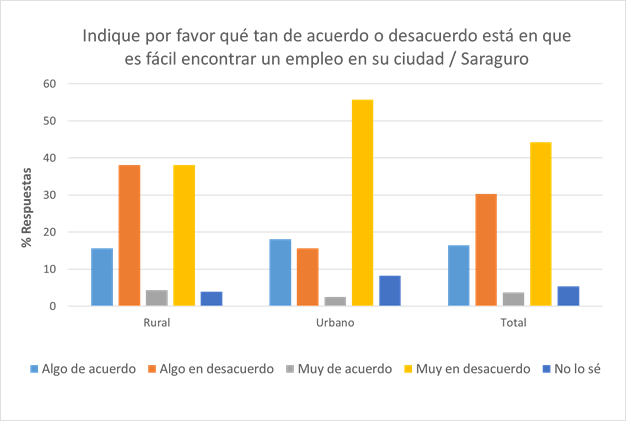 Indique por favor qué tan de acuerdo o desacuerdo está en que
es fácil encontrar un empleo en su ciudad / Saraguro
60
50
40
30
20
10
0
% Respuestas
Rural
Urbano
Total
Algo de acuerdo
Algo en desacuerdo
Muy de acuerdo
Muy en desacuerdo
No lo sé